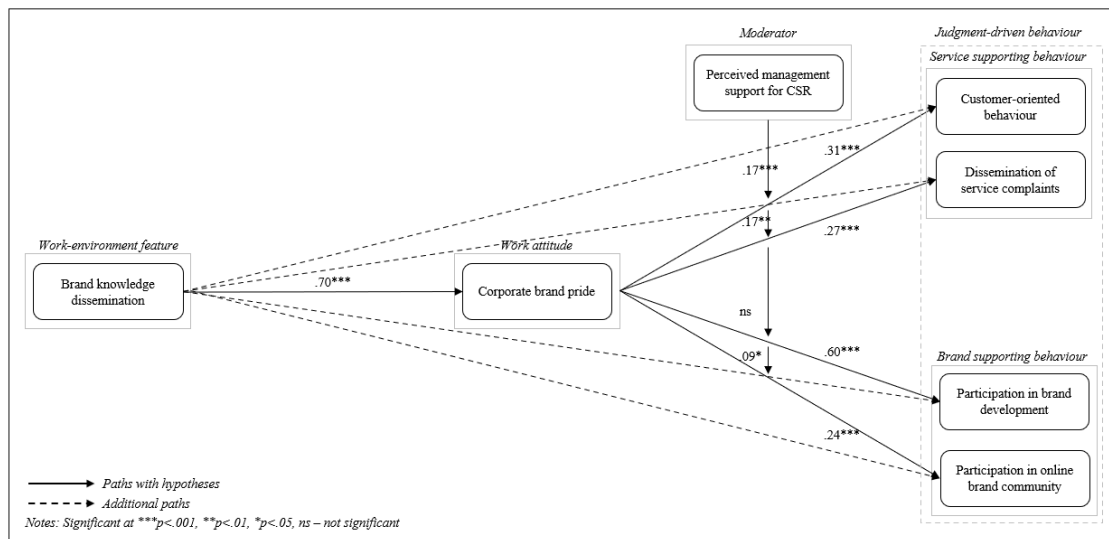 Moderator
Judgment-driven behaviour
Service supporting behaviour
Perceived management
support for CSR
Customer-oriented
behaviour
.31***
.17***
Dissemination of
service complaints
.17**
.27***
Work-environment feature
Work attitude
Brand knowledge
dissemination
.70***
Corporate brand pride
ns
.60***
.09*
Brand supporting behaviour
Participation in brand
development
.24***
Participation in online
brand community
Paths with hypotheses
Additional paths
Notes: Significant at ***p<.001, **p<.01, *p<.05, ns – not significant